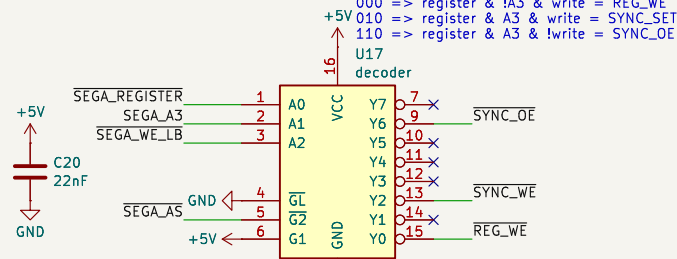 000 => register & !A3 & write = REG_WE
010 => register & A3 & write = SYNC_SET
110 => register & A3 & !write = SYNC_OE
+5V
U17
decoder
16
VCC
SEGA_REGISTER 1 A0 Y7 7
SEGA_A3 2 A1 Y6 9 SYNC_OE
SEGA_WE_LB 3 A2 Y5 10
Y4 11
Y3 12
GND 4 GL Y2 13 SYNC_WE
SEGA_AS 5 G2 Y1 14
+5V 6 G1 Y0 15 REG_WE
GND
+5V
C20
22nF
GND